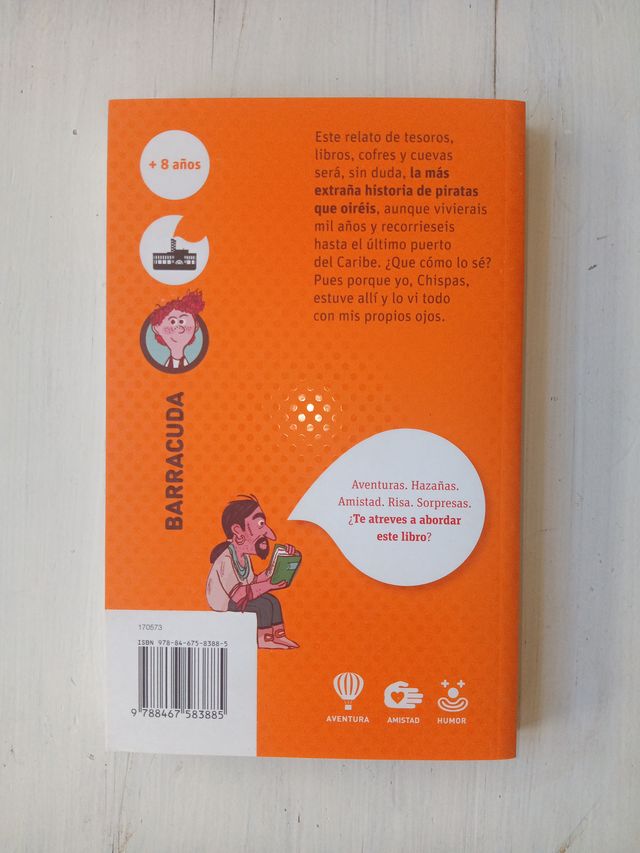 + 8 años
Este relato de tesoros,
libros, cofres y cuevas
será, sin duda, la más
extraña historia de piratas
que oiréis, aunque vivierais
mil años y recorrieseis
hasta el último puerto
del Caribe. ¿Que cómo lo sé?
Pues porque yo, Chispas,
estuve allí y lo vi todo
con mis propios ojos.
BARRACUDA
Aventuras. Hazañas.
Amistad. Risa. Sorpresas.
¿Te atreves a abordar
este libro?
170573
ISBN 978-84-675-8388-5
9 788467 583885
AVENTURA
AMISTAD
HUMOR